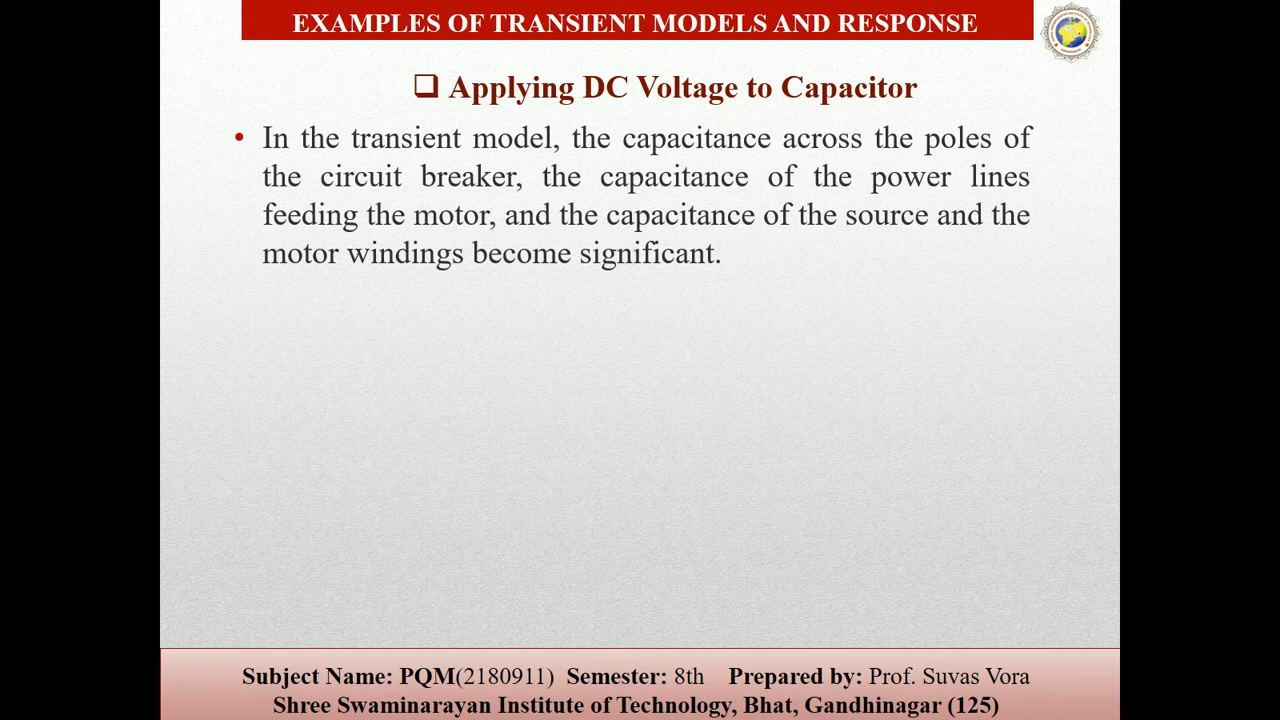 EXAMPLES OF TRANSIENT MODELS AND RESPONSE
❑ Applying DC Voltage to Capacitor
• In the transient model, the capacitance across the poles of
the circuit breaker, the capacitance of the power lines
feeding the motor, and the capacitance of the source and the
motor windings become significant.
Subject Name: PQM(2180911) Semester: 8th Prepared by: Prof. Suvas Vora
Shree Swaminarayan Institute of Technology, Bhat, Gandhinagar (125)